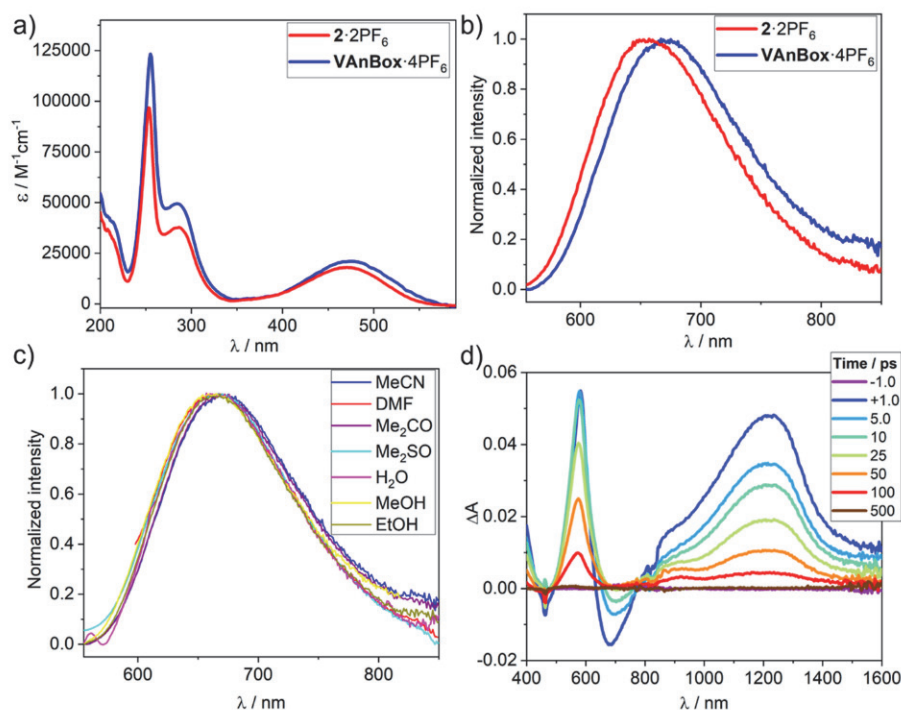 a)
2·2PF₆
VAnBox·4PF₆
125000
100000
75000
50000
25000
0
ε / M⁻¹cm⁻¹
200 300 400 500
λ / nm
b)
2·2PF₆
VAnBox·4PF₆
1.0
0.8
0.6
0.4
0.2
0.0
Normalized intensity
600 700 800
λ / nm
c)
MeCN
DMF
Me₂CO
Me₂SO
H₂O
MeOH
EtOH
1.0
0.8
0.6
0.4
0.2
0.0
Normalized intensity
600 700 800
λ / nm
d)
Time / ps
-1.0
+1.0
5.0
10
25
50
100
500
0.06
0.04
0.02
0.00
-0.02
ΔA
400 600 800 1000 1200 1400 1600
λ / nm